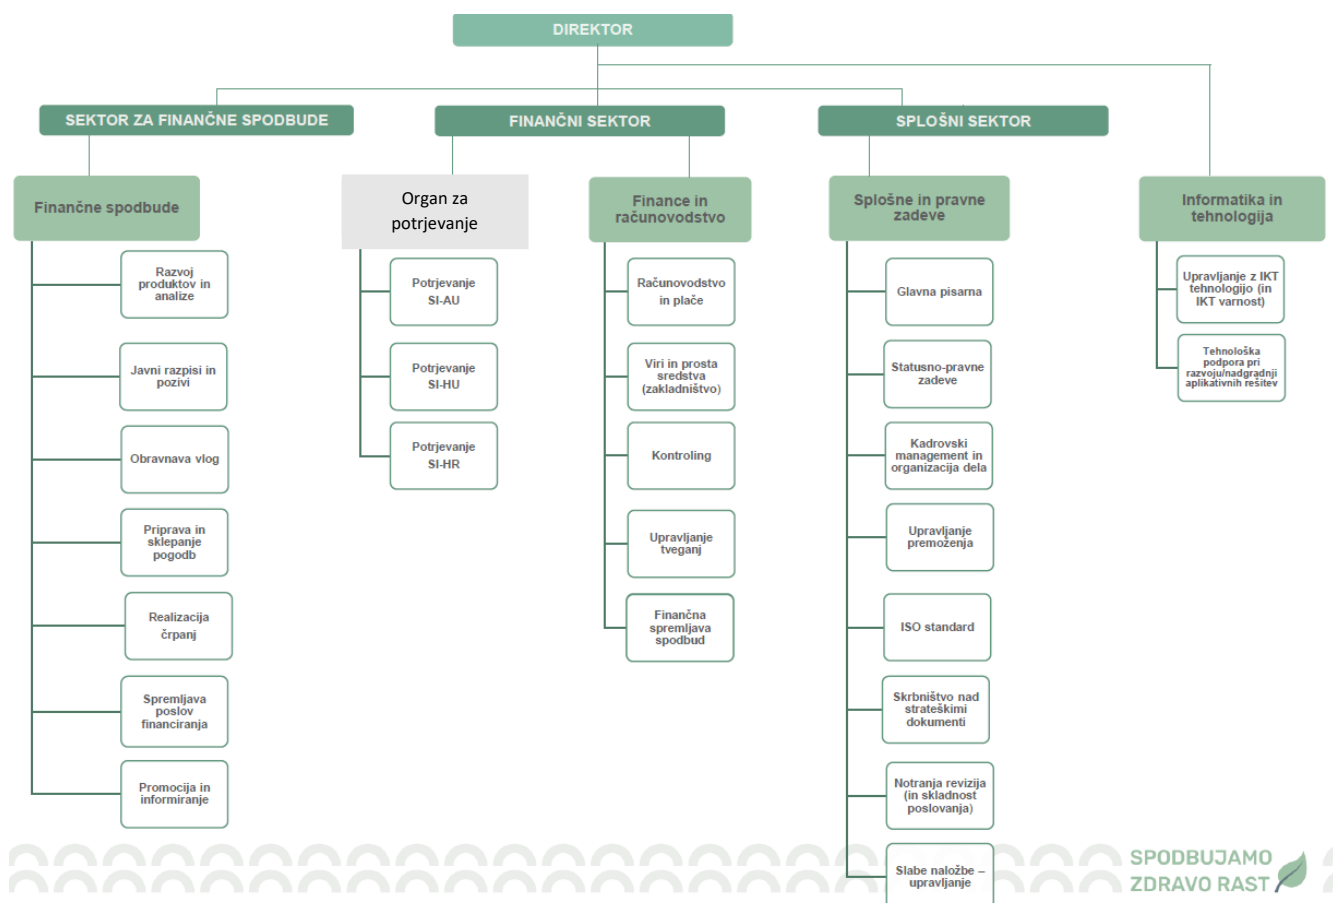 DIREKTOR
SEKTOR ZA FINANČNE SPODBUDE
FINANČNI SEKTOR
SPLOŠNI SEKTOR
Finančne spodbude
Razvoj
produktov in
analize
Javni razpisi in
pozivi
Obravnava vlog
Priprava in
sklepanje
pogodb
Realizacija
črpanj
Spremljava
poslov
financiranja
Promocija in
informiranje
Organ za
potrjevanje
Potrjevanje
SI-AU
Potrjevanje
SI-HU
Potrjevanje
SI-HR
Finance in
računovodstvo
Računovodstvo
in plače
Viri in prosta
sredstva
(zakladništvo)
Kontroling
Upravljanje
tveganj
Finančna
spremljava
spodbud
Splošne in pravne
zadeve
Glavna pisarna
Statusno-pravne
zadeve
Kadrovski
management in
organizacija dela
Upravljanje
premoženja
ISO standard
Skrbništvo nad
strateškimi
dokumenti
Notranja revizija
(in skladnost
poslovanja)
Slabe naložbe –
upravljanje
Informatika in
tehnologija
Upravljanje z IKT
tehnologijo (in
IKT varnost)
Tehnološka
podpora pri
razvoju/nadgradnji
aplikativnih rešitev
SPODBUJAMO
ZDRAVO RAST